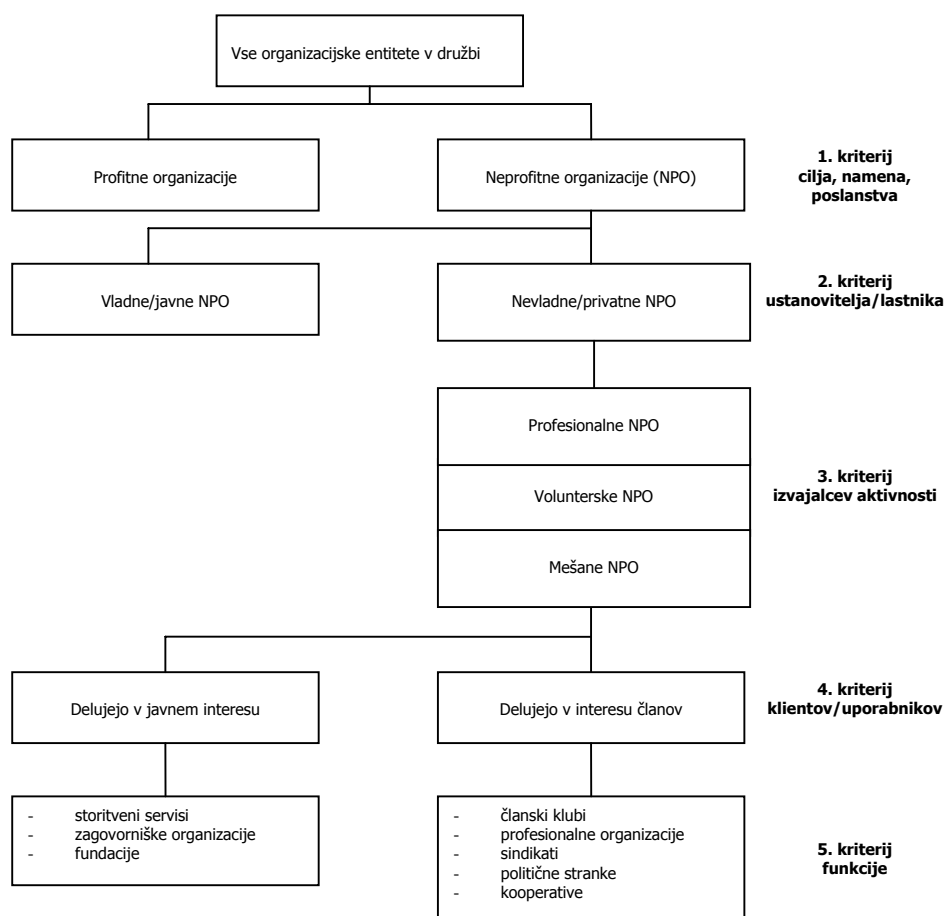 Vse organizacijske entitete v družbi
Profitne organizacije
Neprofitne organizacije (NPO)
1. kriterij
cilja, namena,
poslanstva
Vladne/javne NPO
Nevladne/privatne NPO
2. kriterij
ustanovitelja/lastnika
Profesionalne NPO
Volunterske NPO
Mešane NPO
3. kriterij
izvajalcev aktivnosti
Delujejo v javnem interesu
Delujejo v interesu članov
4. kriterij
klientov/uporabnikov
- storitveni servisi
- zagovorniške organizacije
- fundacije
- članski klubi
- profesionalne organizacije
- sindikati
- politične stranke
- kooperative
5. kriterij
funkcije